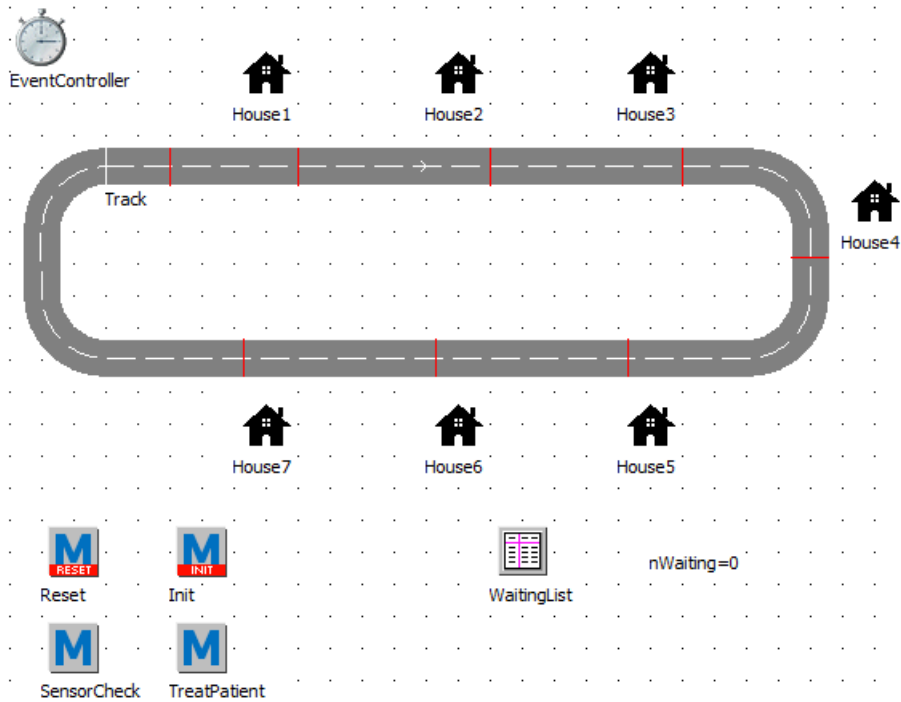 EventController
House1
House2
House3
Track
House4
House7
House6
House5
M
RESET
Reset
M
INIT
Init
WaitingList
nWaiting=0
M
SensorCheck
M
TreatPatient